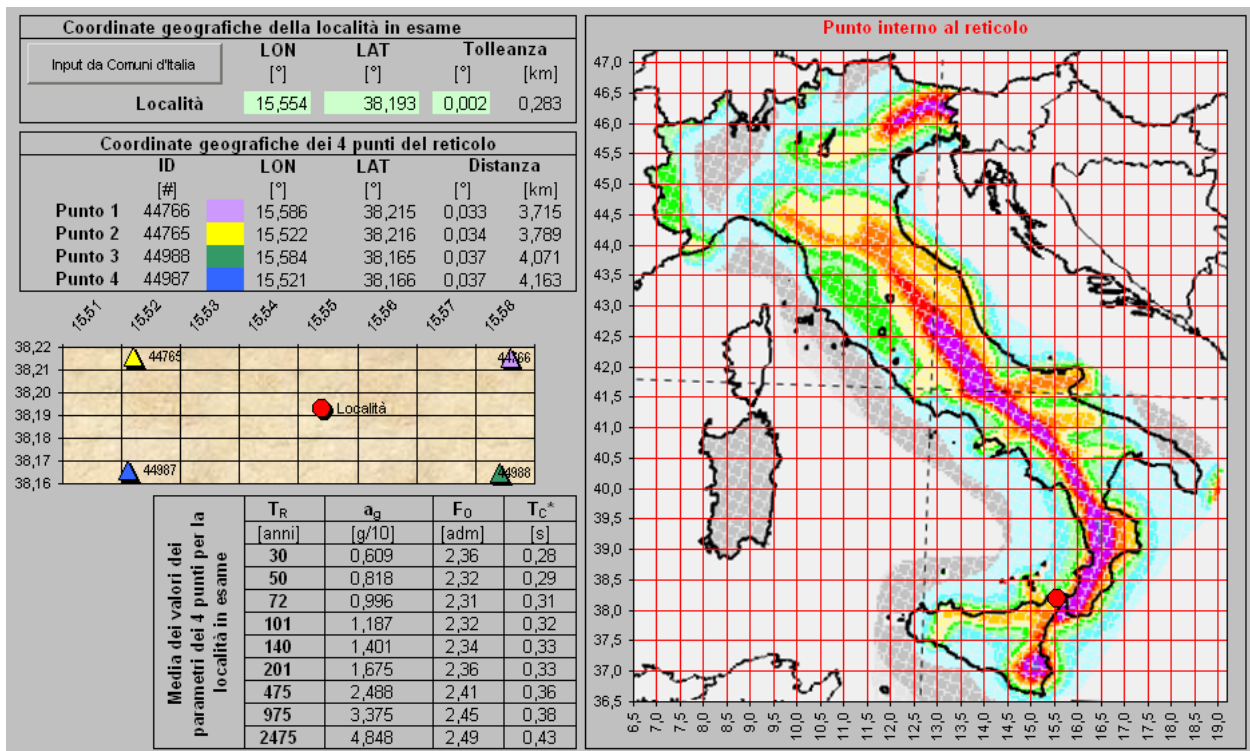 Coordinate geografiche della località in esame
Input da Comuni d'Italia
LON LAT Tolleanza
[°] [°] [°] [km]
Località 15,554 38,193 0,002 0,283
Coordinate geografiche dei 4 punti del reticolo
ID LON LAT Distanza
[#] [°] [°] [°] [km]
Punto 1 44766 15,586 38,215 0,033 3,715
Punto 2 44765 15,522 38,216 0,034 3,789
Punto 3 44988 15,584 38,165 0,037 4,071
Punto 4 44987 15,521 38,166 0,037 4,163
15,51 15,52 15,53 15,54 15,55 15,56 15,57 15,58
38,22
38,21
38,20
38,19
38,18
38,17
38,16
44765
44766
Località
44987
44988
Media dei valori dei parametri dei 4 punti per la località in esame
TR ag F0 TC*
[anni] [g/10] [adm] [s]
30 0,609 2,36 0,28
50 0,818 2,32 0,29
72 0,996 2,31 0,31
101 1,187 2,32 0,32
140 1,401 2,34 0,33
201 1,675 2,36 0,33
475 2,488 2,41 0,36
975 3,375 2,45 0,38
2475 4,848 2,49 0,43
Punto interno al reticolo
47,0
46,5
46,0
45,5
45,0
44,5
44,0
43,5
43,0
42,5
42,0
41,5
41,0
40,5
40,0
39,5
39,0
38,5
38,0
37,5
37,0
36,5
6,5 7,0 7,5 8,0 8,5 9,0 9,5 10,0 10,5 11,0 11,5 12,0 12,5 13,0 13,5 14,0 14,5 15,0 15,5 16,0 16,5 17,0 17,5 18,0 18,5 19,0